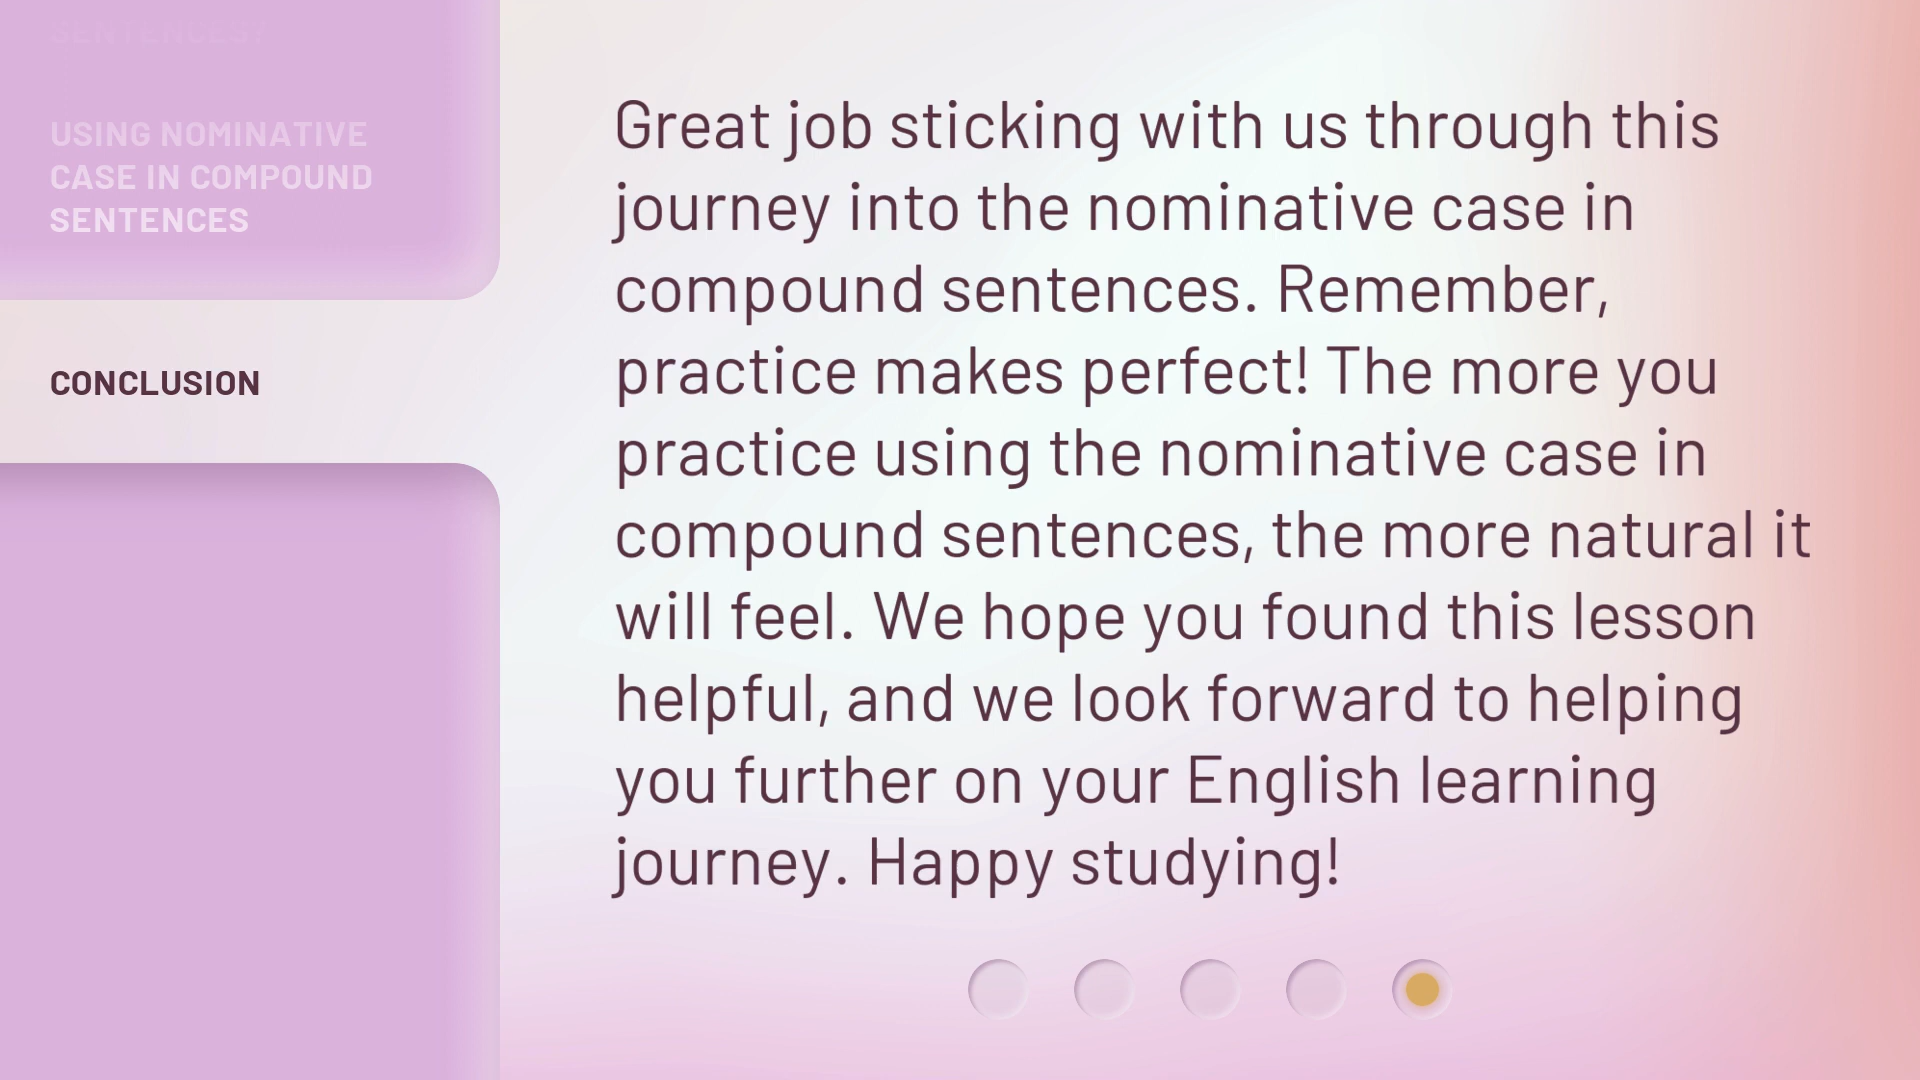 SENTENCES?
USING NOMINATIVE
CASE IN COMPOUND
SENTENCES
CONCLUSION
Great job sticking with us through this
journey into the nominative case in
compound sentences. Remember,
practice makes perfect! The more you
practice using the nominative case in
compound sentences, the more natural it
will feel. We hope you found this lesson
helpful, and we look forward to helping
you further on your English learning
journey. Happy studying!